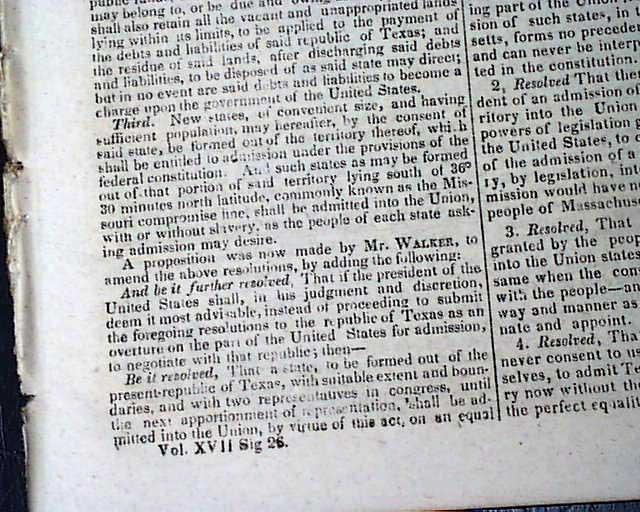 may belong to, or be due and owing
shall also retain all the vacant and unappropriated lands
lying within its limits, to be applied to the payment of
the debts and liabilities of said republic of Texas; and
the residue of said lands, after discharging said debts
and liabilities, to be disposed of as said state may direct;
but in no event are said debts and liabilities to become a
charge upon the government of the United States.
Third. New states, of convenient size, and having
sufficient population, may hereafter, by the consent of
said state, be formed out of the territory thereof, which
shall be entitled to admission under the provisions of the
federal constitution. And such states as may be formed
out of that portion of said territory lying south of 36°
30 minutes north latitude, commonly known as the Mis-
souri compromise line, shall be admitted into the Union,
with or without slavery, as the people of each state ask-
ing admission may desire.
A proposition was now made by Mr. WALKER, to
amend the above resolutions, by adding the following:
And be it further resolved, That if the president of the
United States shall, in his judgment and discretion,
deem it most advisable, instead of proceeding to submit
the foregoing resolutions to the republic of Texas as an
overture on the part of the United States for admission,
to negotiate with that republic; then—
Be it resolved, That a state, to be formed out of the
present republic of Texas, with suitable extent and boun-
daries, and with two representatives in congress, until
the next apportionment of representation, shall be ad-
mitted into the Union, by virtue of this act, on an equal
Vol. XVII Sig 26.
ing part of the Union
sion of such states, in
setts, forms no preceden
and can never be inter
ted in the constitution.
2. Resolved That the
dent of an admission of
ritory into the Union
powers of legislation
the United States, to
of the admission of a
ry, by legislation, int
mission would have
people of Massachus
3. Resolved, That
granted by the peop
into the Union states
same when the con
with the people—an
way and manner as
nate and appoint.
4. Resolved, Tha
never consent to u
selves, to admit Te
ry now without th
the perfect equalit